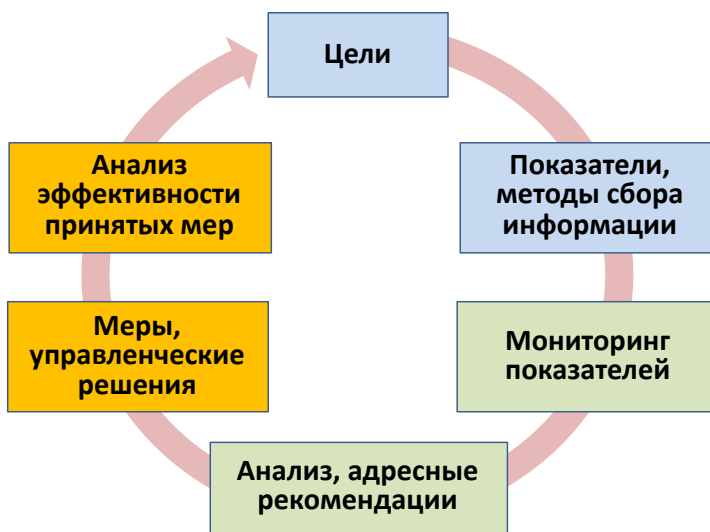 Цели
Показатели,
методы сбора
информации
Мониторинг
показателей
Анализ, адресные
рекомендации
Меры,
управленческие
решения
Анализ
эффективности
принятых мер